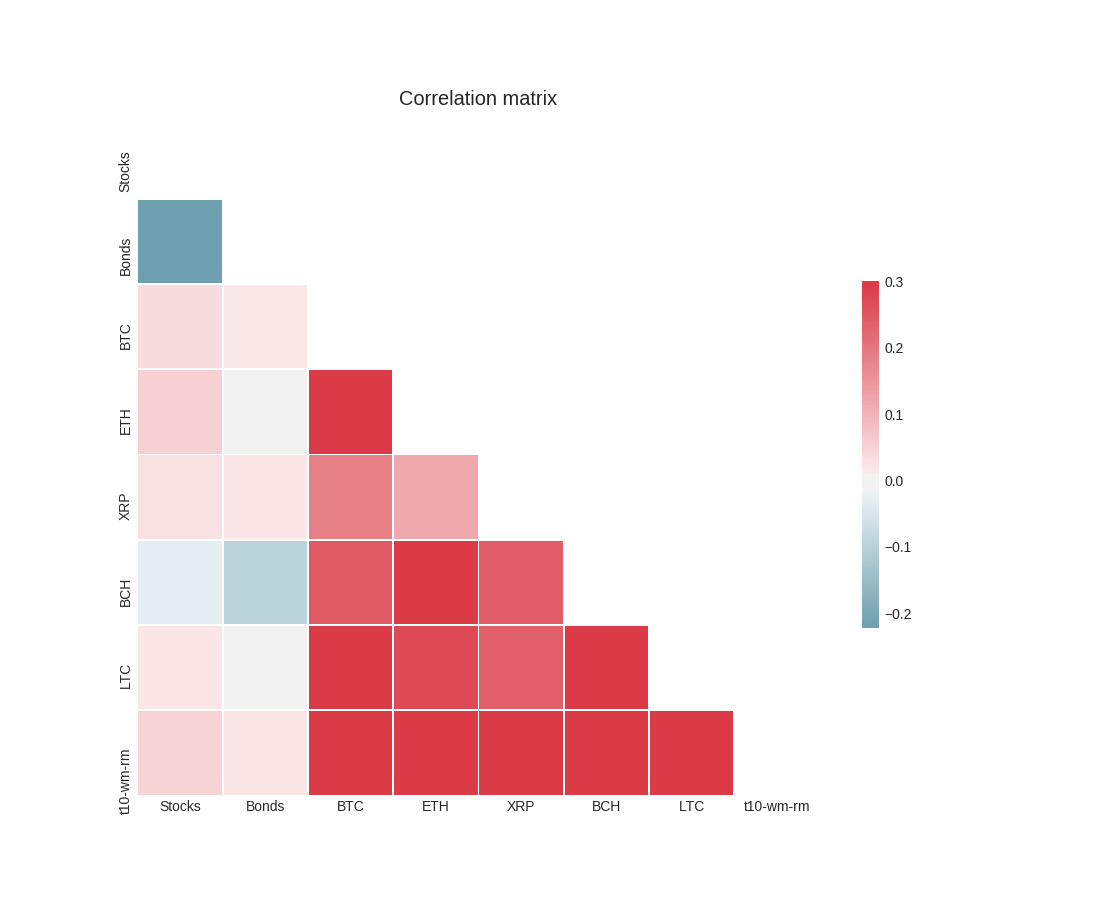 Correlation matrix
Stocks
Bonds
BTC
ETH
XRP
BCH
LTC
t10-wm-rm
Stocks Bonds BTC ETH XRP BCH LTC t10-wm-rm
0.3
0.2
0.1
0.0
−0.1
−0.2